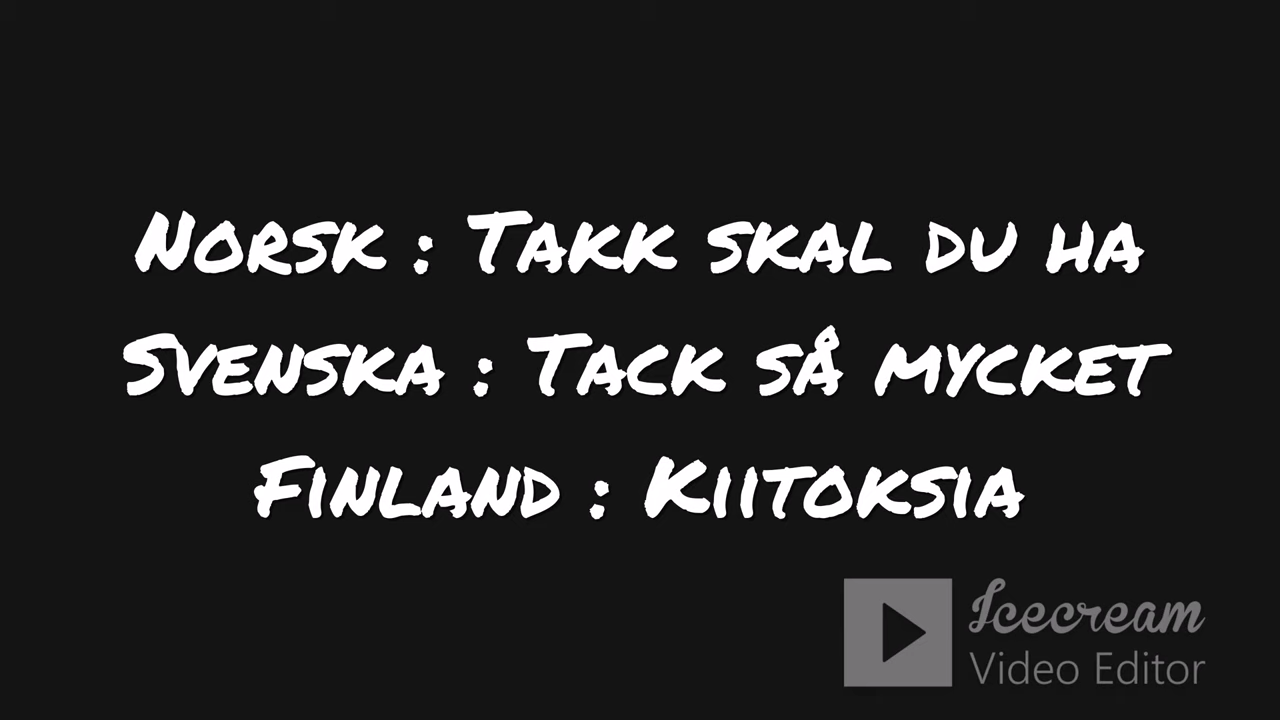 Norsk : Takk skal du ha
Svenska : Tack så mycket
Finland : Kiitoksia
Icecream
Video Editor